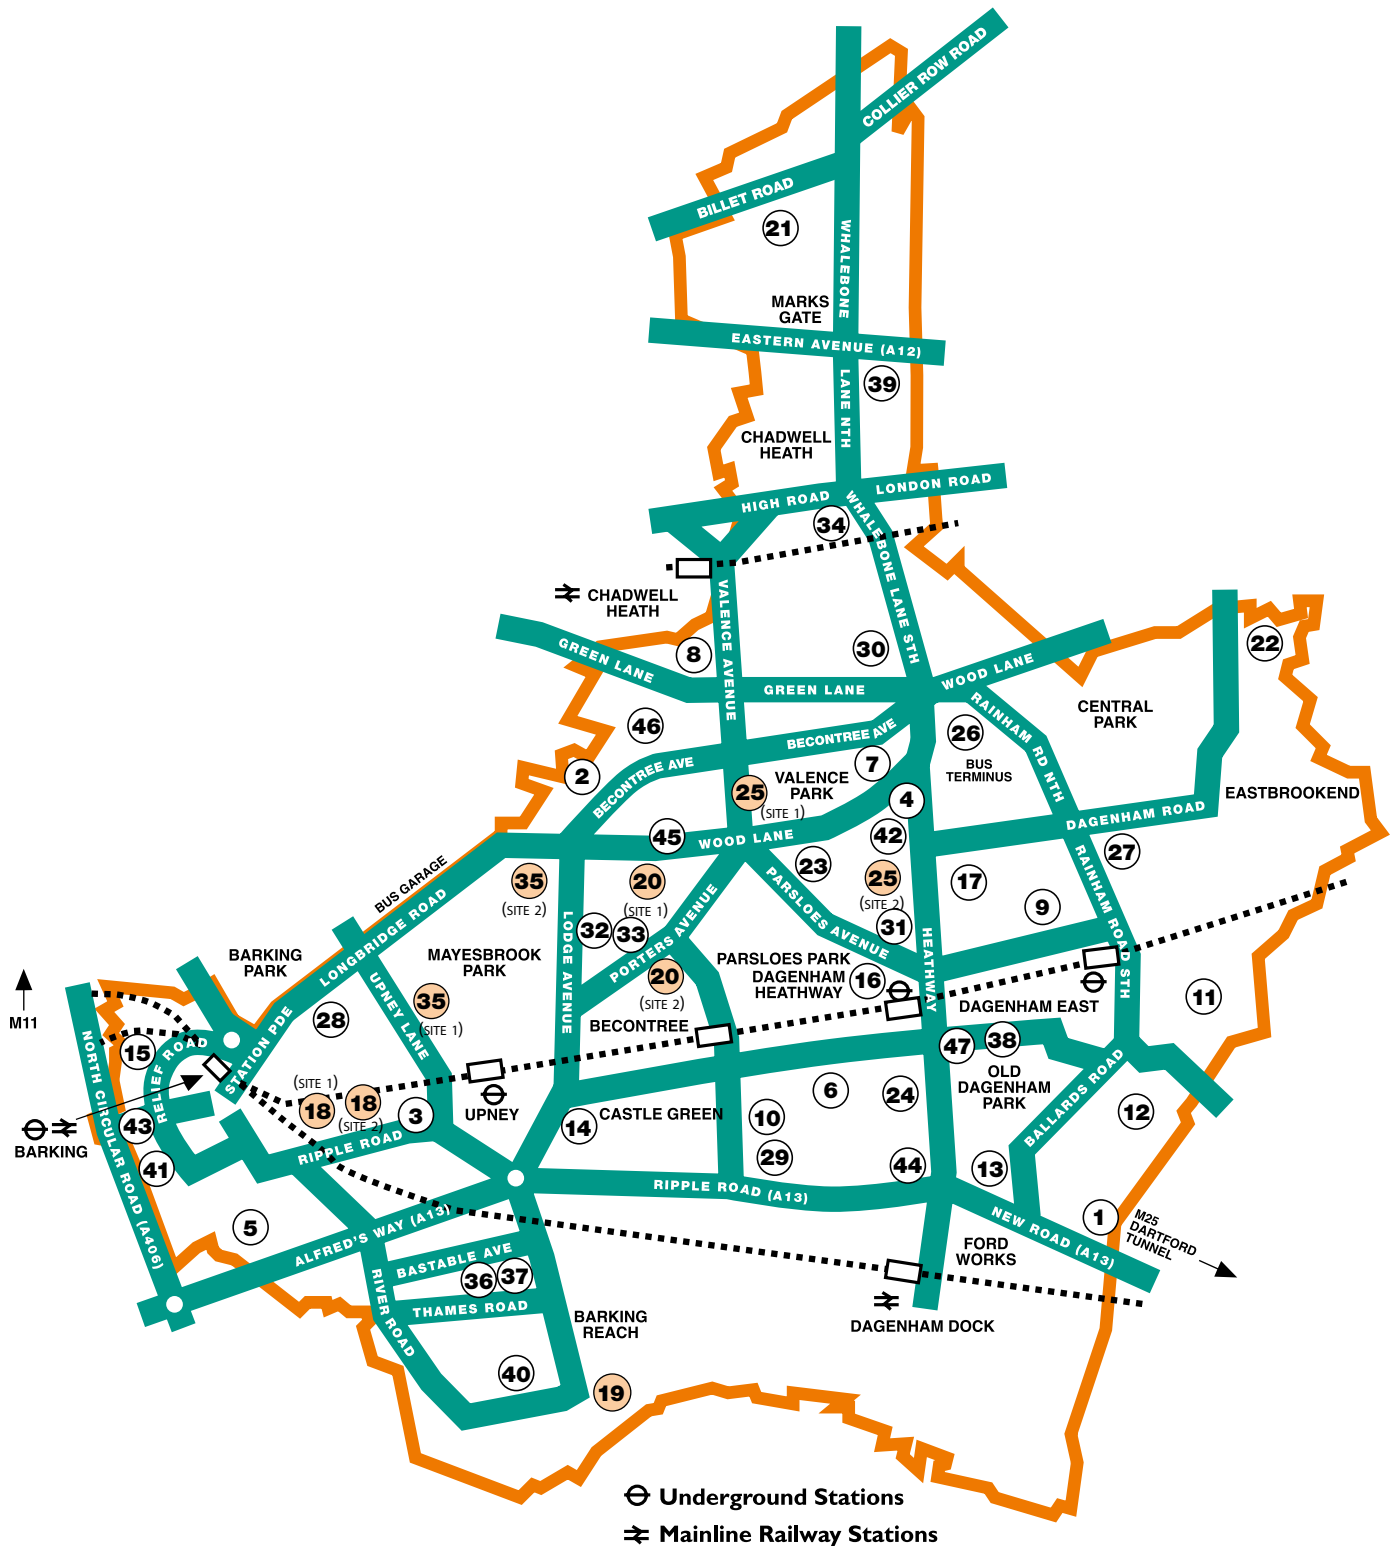 COLLIER ROW ROAD
BILLET ROAD
21
WHALEBONE
LANE NTH
MARKS
GATE
EASTERN AVENUE (A12)
39
CHADWELL
HEATH
HIGH ROAD
LONDON ROAD
34
WHALEBONE LANE STH
CHADWELL
HEATH
VALENCE AVENUE
8
30
22
GREEN LANE
GREEN LANE
WOOD LANE
CENTRAL
PARK
46
BECONTREE AVE
26
BUS
TERMINUS
RAINHAM RD NTH
2
BECONTREE AVE
7
VALENCE
PARK
25
(SITE 1)
4
EASTBROOKEND
DAGENHAM ROAD
45
WOOD LANE
42
23
27
BUS GARAGE
LONGBRIDGE ROAD
35
(SITE 2)
20
(SITE 1)
PARSLOES AVENUE
25
(SITE 2)
17
9
RAINHAM ROAD STH
32
33
PORTERS AVENUE
31
HEATHWAY
LODGE AVENUE
BARKING
PARK
MAYESBROOK
PARK
20
(SITE 2)
PARSLOES PARK
DAGENHAM
HEATHWAY
16
DAGENHAM EAST
11
M11
UPNEY LANE
35
(SITE 1)
28
BECONTREE
STATION PDE
NORTH CIRCULAR ROAD (A406)
15
RELIEF ROAD
47
38
OLD
DAGENHAM
PARK
BALLARDS ROAD
UPNEY
(SITE 1)
18
18
(SITE 2)
3
CASTLE GREEN
6
24
12
10
14
43
BARKING
41
RIPPLE ROAD
29
44
13
RIPPLE ROAD (A13)
5
ALFRED'S WAY (A13)
NEW ROAD (A13)
1
M25
DARTFORD
TUNNEL
FORD
WORKS
BASTABLE AVE
36
37
RIVER ROAD
THAMES ROAD
BARKING
REACH
DAGENHAM DOCK
40
19
Underground Stations
Mainline Railway Stations